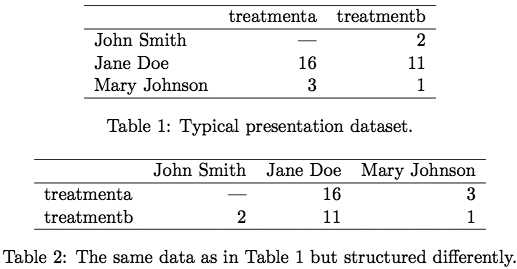 treatmenta treatmentb
John Smith — 2
Jane Doe 16 11
Mary Johnson 3 1
Table 1: Typical presentation dataset.
John Smith Jane Doe Mary Johnson
treatmenta — 16 3
treatmentb 2 11 1
Table 2: The same data as in Table 1 but structured differently.